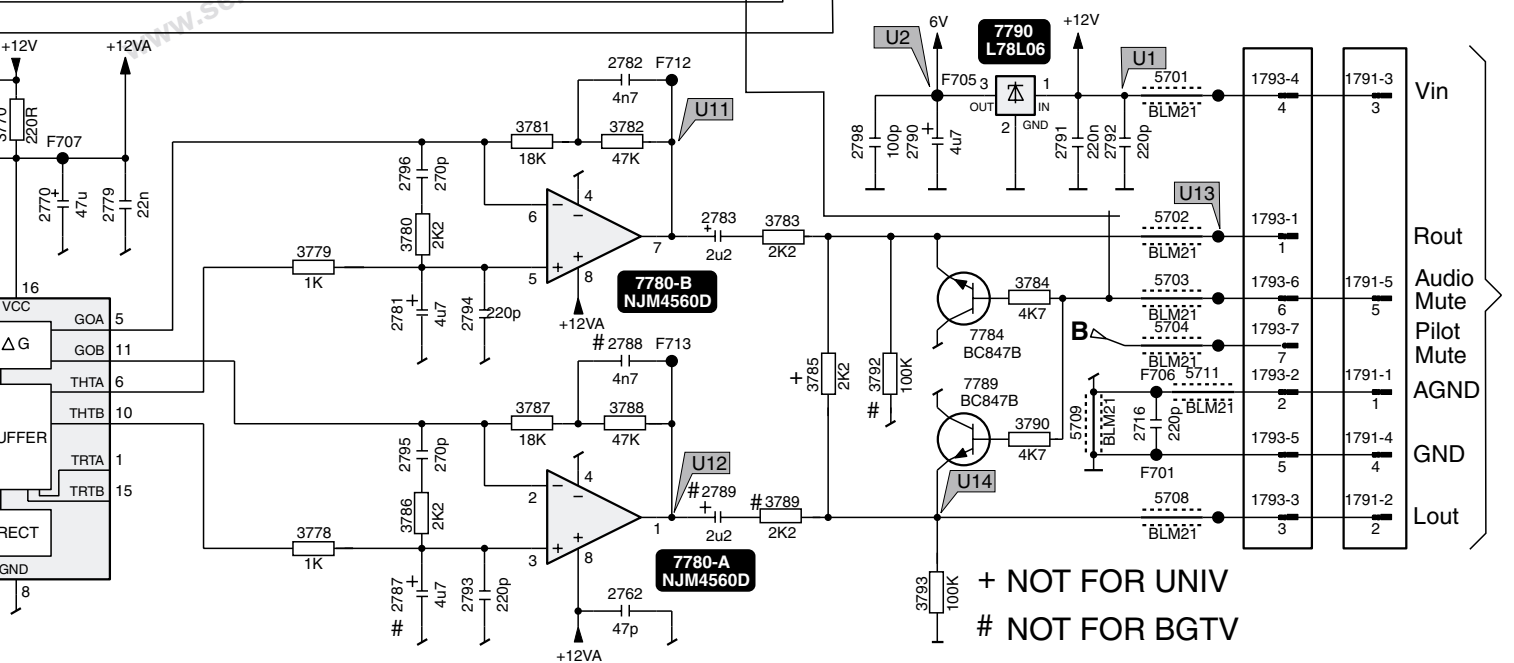 www.se
+12V
+12VA
3770
220R
F707
2770
+
47u
2779
22n
16
VCC
GOA 5
ΔG
GOB 11
THTA 6
THTB 10
UFFER
TRTA 1
TRTB 15
RECT
GND
8
2782 F712
4n7
U11
3781 3782
18K 47K
2796
270p
3780
2K2
3779
1K
4
6
−
−
7
+
+
5 8
2781
+
4u7
2794
220p
+12VA
7780-B
NJM4560D
2783
+
2u2
3783
2K2
#2788 F713
4n7
3787 3788
18K 47K
2795
270p
3786
2K2
3778
1K
4
2
−
−
1
+
+
3 8
U12
#2789
+
2u2
#3789
2K2
2787
+
4u7
#
2793
220p
7780-A
NJM4560D
2762
47p
+12VA
6V
U2
7790
L78L06
+12V
U1
F705 3 1
OUT IN
2 GND
2798
100p
2790
+
4u7
2791
220n
2792
220p
5701
BLM21
1793-4
4
1791-3
3
Vin
U13
5702
BLM21
1793-1
1
Rout
3784
4K7
7784
BC847B
5703
BLM21
1793-6
6
1791-5
5
Audio
Mute
B
5704
BLM21
1793-7
7
Pilot
Mute
+
3785
2K2
3792
100K
#
7789
BC847B
3790
4K7
F706 5711
BLM21
1793-2
2
1791-1
1
AGND
5709
BLM21
2716
220p
F701
1793-5
5
1791-4
4
GND
U14
5708
BLM21
1793-3
3
1791-2
2
Lout
3793
100K
+ NOT FOR UNIV
# NOT FOR BGTV